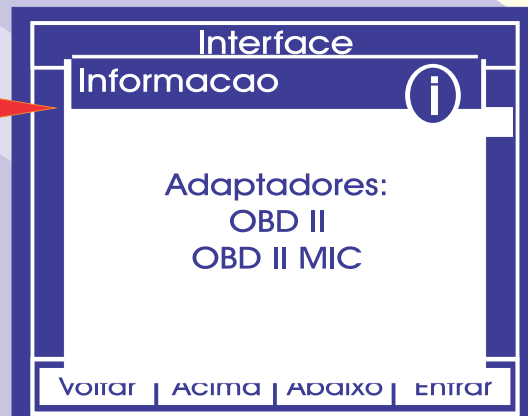 Interface
Informacao
i
Adaptadores:
OBD II
OBD II MIC
Voltar Acima Abaixo Entrar